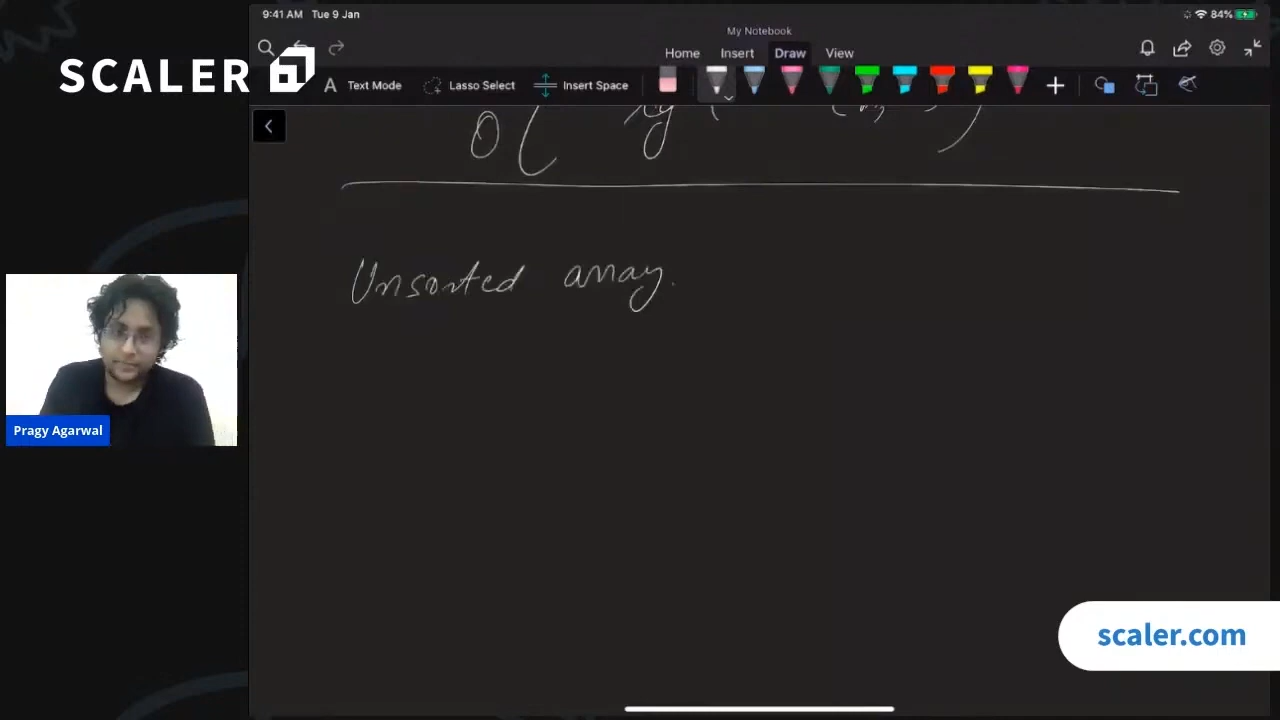 9:41 AM Tue 9 Jan
84%
My Notebook
Home Insert Draw View
SCALER
A Text Mode Lasso Select Insert Space
O(
Unsorted array.
Pragy Agarwal
scaler.com